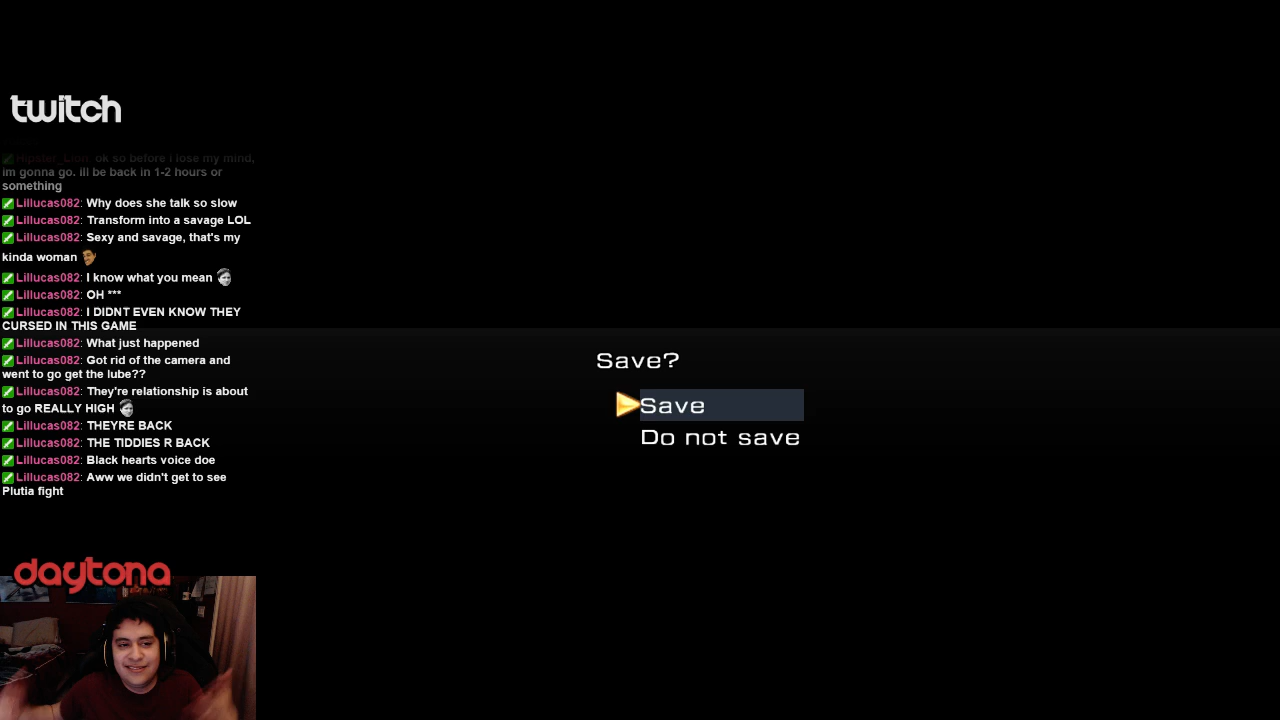 twitch
Hipster_Lion: ok so before i lose my mind,
im gonna go. ill be back in 1-2 hours or
something
Lillucas082: Why does she talk so slow
Lillucas082: Transform into a savage LOL
Lillucas082: Sexy and savage, that's my
kinda woman
Lillucas082: I know what you mean
Lillucas082: OH ***
Lillucas082: I DIDNT EVEN KNOW THEY
CURSED IN THIS GAME
Lillucas082: What just happened
Lillucas082: Got rid of the camera and
went to go get the lube??
Lillucas082: They're relationship is about
to go REALLY HIGH
Lillucas082: THEYRE BACK
Lillucas082: THE TIDDIES R BACK
Lillucas082: Black hearts voice doe
Lillucas082: Aww we didn't get to see
Plutia fight
Save?
Save
Do not save
daytona